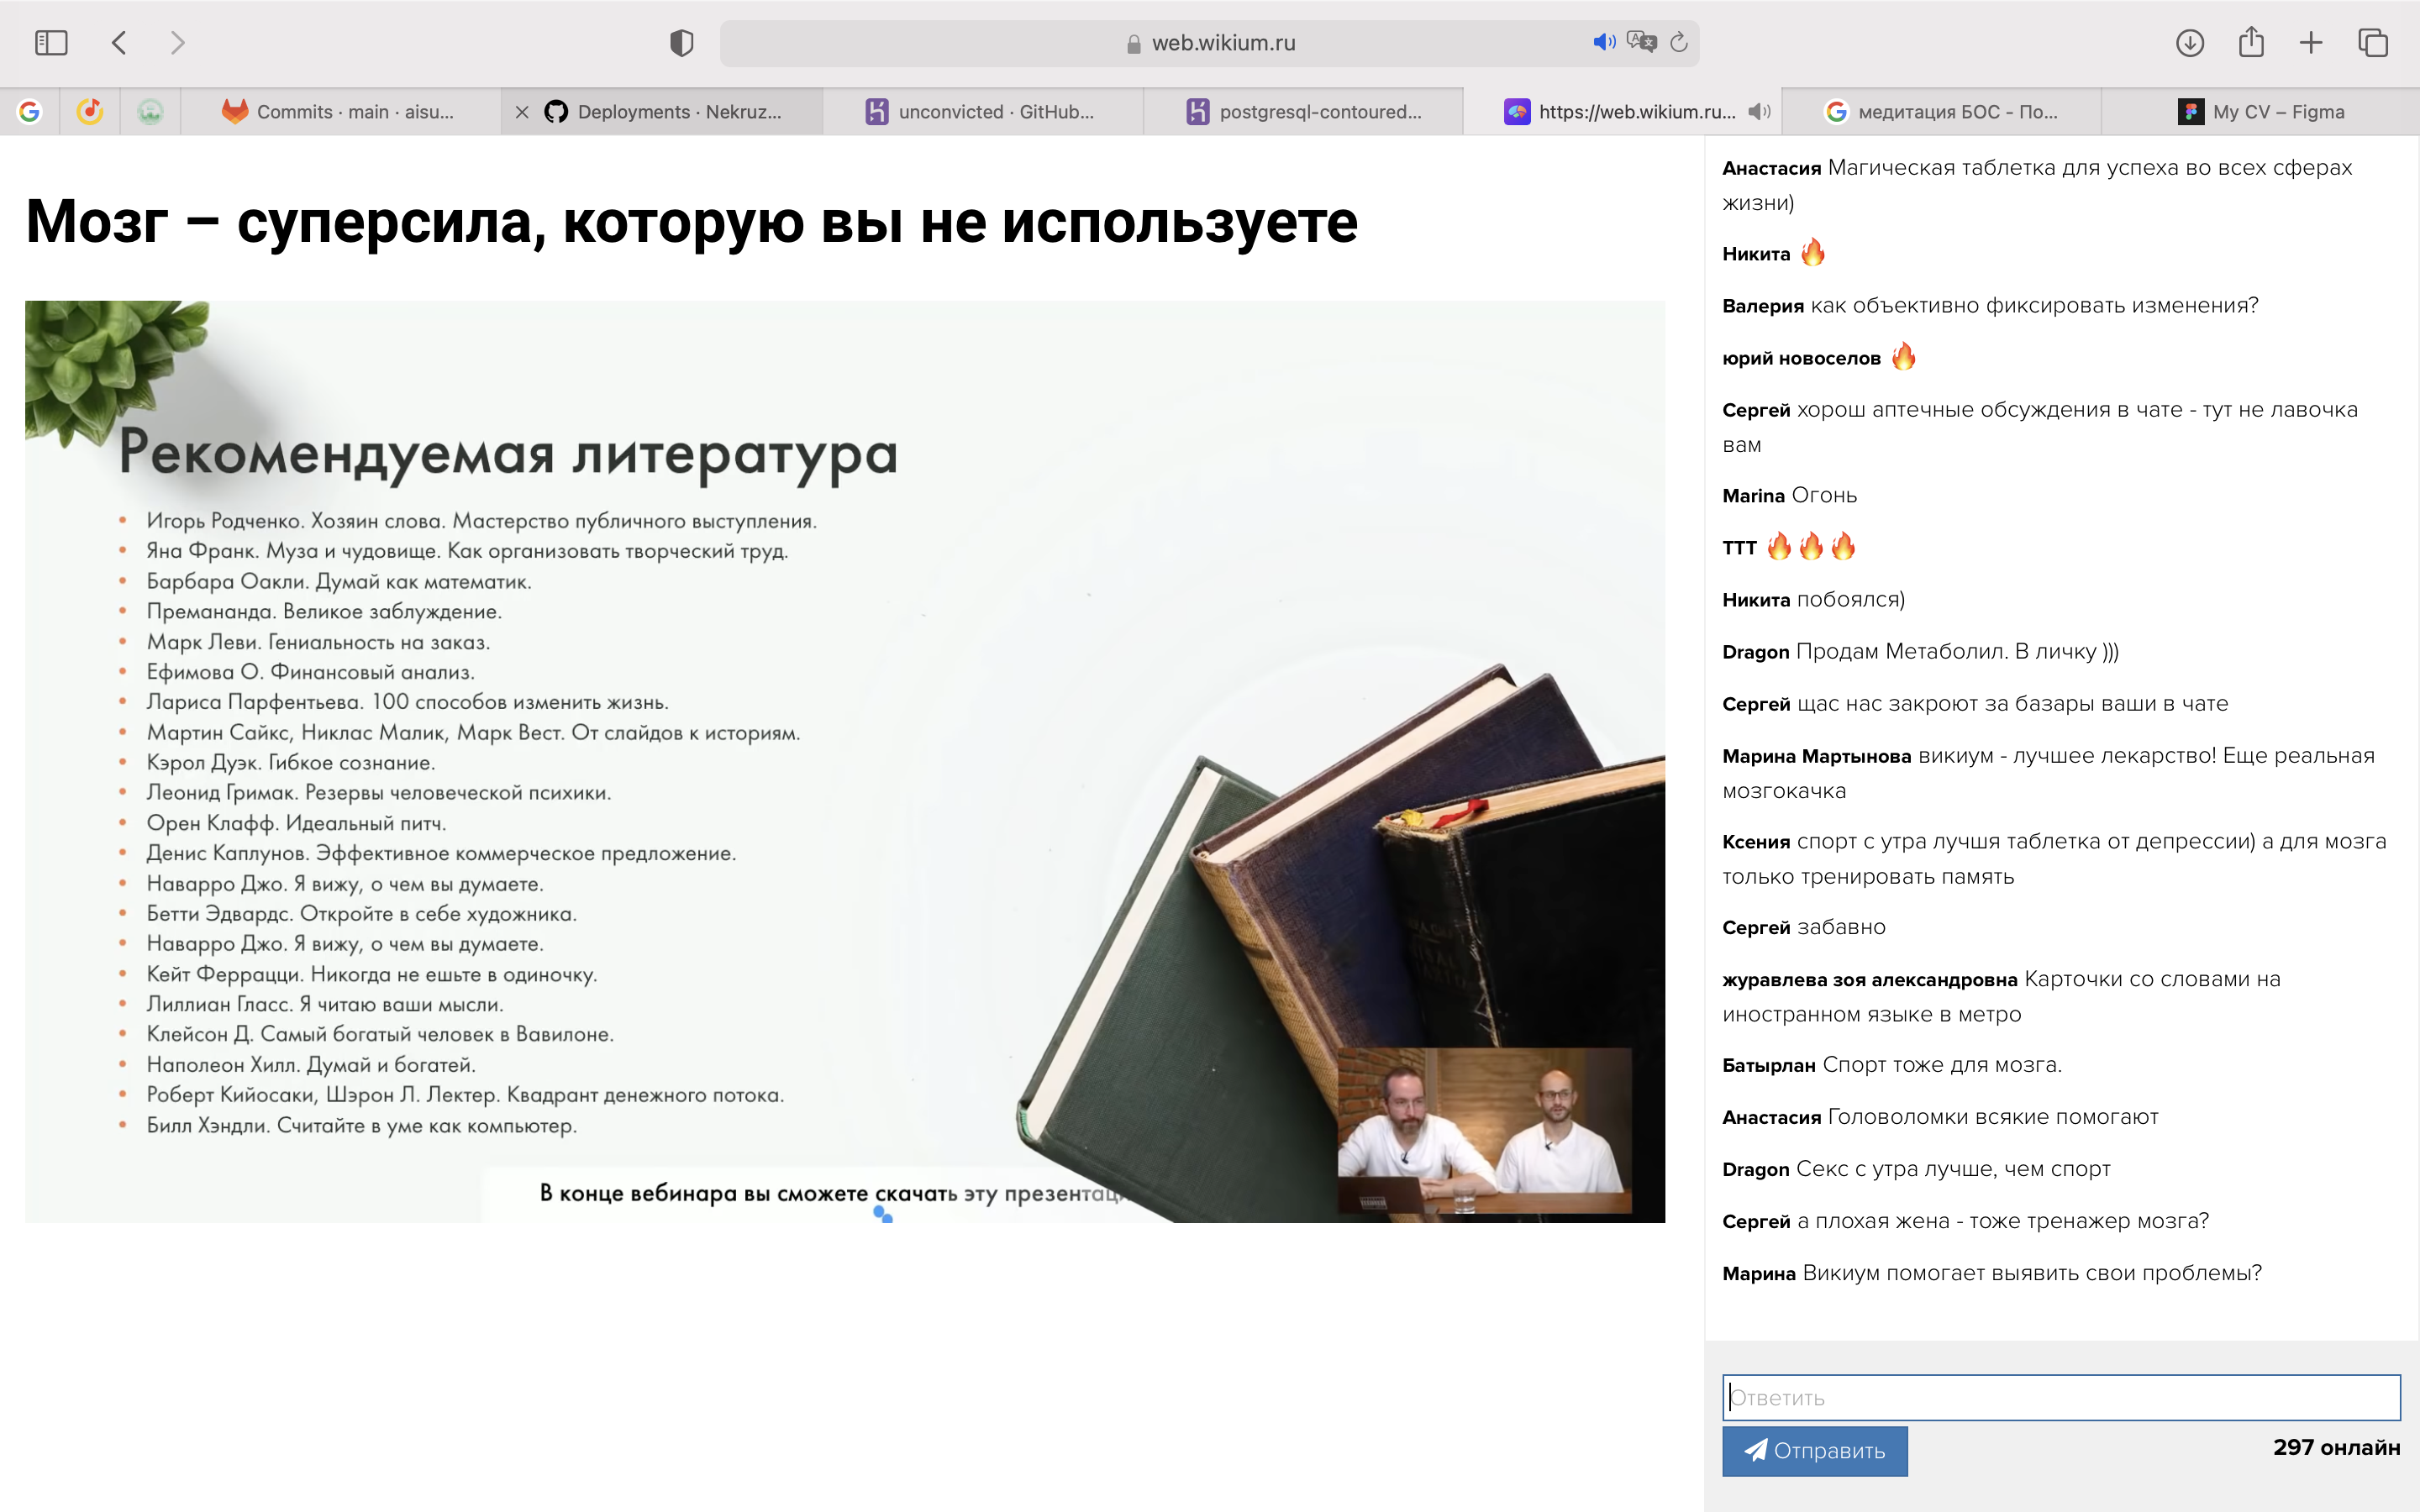 web.wikium.ru
Commits · main · aisu...
Deployments · Nekruz...
unconvicted · GitHub...
postgresql-contoured...
https://web.wikium.ru...
медитация БОС - По...
My CV – Figma
Мозг – суперсила, которую вы не используете
Рекомендуемая литература
• Игорь Родченко. Хозяин слова. Мастерство публичного выступления.
• Яна Франк. Муза и чудовище. Как организовать творческий труд.
• Барбара Оакли. Думай как математик.
• Премананда. Великое заблуждение.
• Марк Леви. Гениальность на заказ.
• Ефимова О. Финансовый анализ.
• Лариса Парфентьева. 100 способов изменить жизнь.
• Мартин Сайкс, Никлас Малик, Марк Вест. От слайдов к историям.
• Кэрол Дуэк. Гибкое сознание.
• Леонид Гримак. Резервы человеческой психики.
• Орен Клафф. Идеальный питч.
• Денис Каплунов. Эффективное коммерческое предложение.
• Наварро Джо. Я вижу, о чем вы думаете.
• Бетти Эдвардс. Откройте в себе художника.
• Наварро Джо. Я вижу, о чем вы думаете.
• Кейт Феррацци. Никогда не ешьте в одиночку.
• Лиллиан Гласс. Я читаю ваши мысли.
• Клейсон Д. Самый богатый человек в Вавилоне.
• Наполеон Хилл. Думай и богатей.
• Роберт Кийосаки, Шэрон Л. Лектер. Квадрант денежного потока.
• Билл Хэндли. Считайте в уме как компьютер.
В конце вебинара вы сможете скачать эту
Анастасия Магическая таблетка для успеха во всех сферах
жизни)
Никита 🔥
Валерия как объективно фиксировать изменения?
юрий новоселов 🔥
Сергей хорош аптечные обсуждения в чате - тут не лавочка
вам
Marina Огонь
ТТТ 🔥🔥🔥
Никита побоялся)
Dragon Продам Метаболил. В личку )))
Сергей щас нас закроют за базары ваши в чате
Марина Мартынова викиум - лучшее лекарство! Еще реальная
мозгокачка
Ксения спорт с утра лучшя таблетка от депрессии) а для мозга
только тренировать память
Сергей забавно
журавлева зоя александровна Карточки со словами на
иностранном языке в метро
Батырлан Спорт тоже для мозга.
Анастасия Головоломки всякие помогают
Dragon Секс с утра лучше, чем спорт
Сергей а плохая жена - тоже тренажер мозга?
Марина Викиум помогает выявить свои проблемы?
Ответить
Отправить
297 онлайн